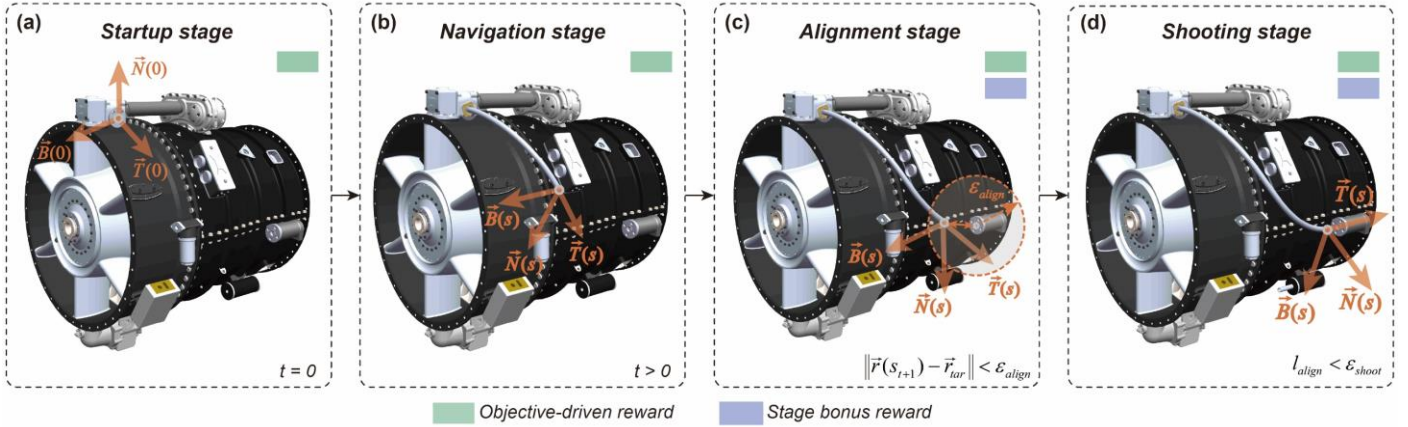 (a)
Startup stage
N⃗(0)
B⃗(0)
T⃗(0)
t = 0
(b)
Navigation stage
B⃗(s)
N⃗(s)
T⃗(s)
t > 0
(c)
Alignment stage
ε_align
B⃗(s)
N⃗(s)
T⃗(s)
‖r⃗(s_{t+1}) − r⃗_tar‖ < ε_align
(d)
Shooting stage
T⃗(s)
B⃗(s)
N⃗(s)
l_align < ε_shoot
Objective-driven reward
Stage bonus reward